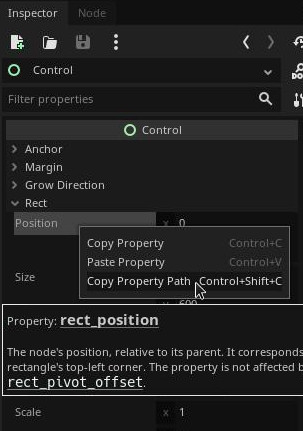 Inspector Node
Control
Filter properties
Control
Anchor
Margin
Grow Direction
Rect
Position x 0
Copy Property Control+C
Paste Property Control+V
Copy Property Path Control+Shift+C
Size
600
Property: rect_position
The node's position, relative to its parent. It corresponds
rectangle's top-left corner. The property is not affected b
rect_pivot_offset.
Scale x 1